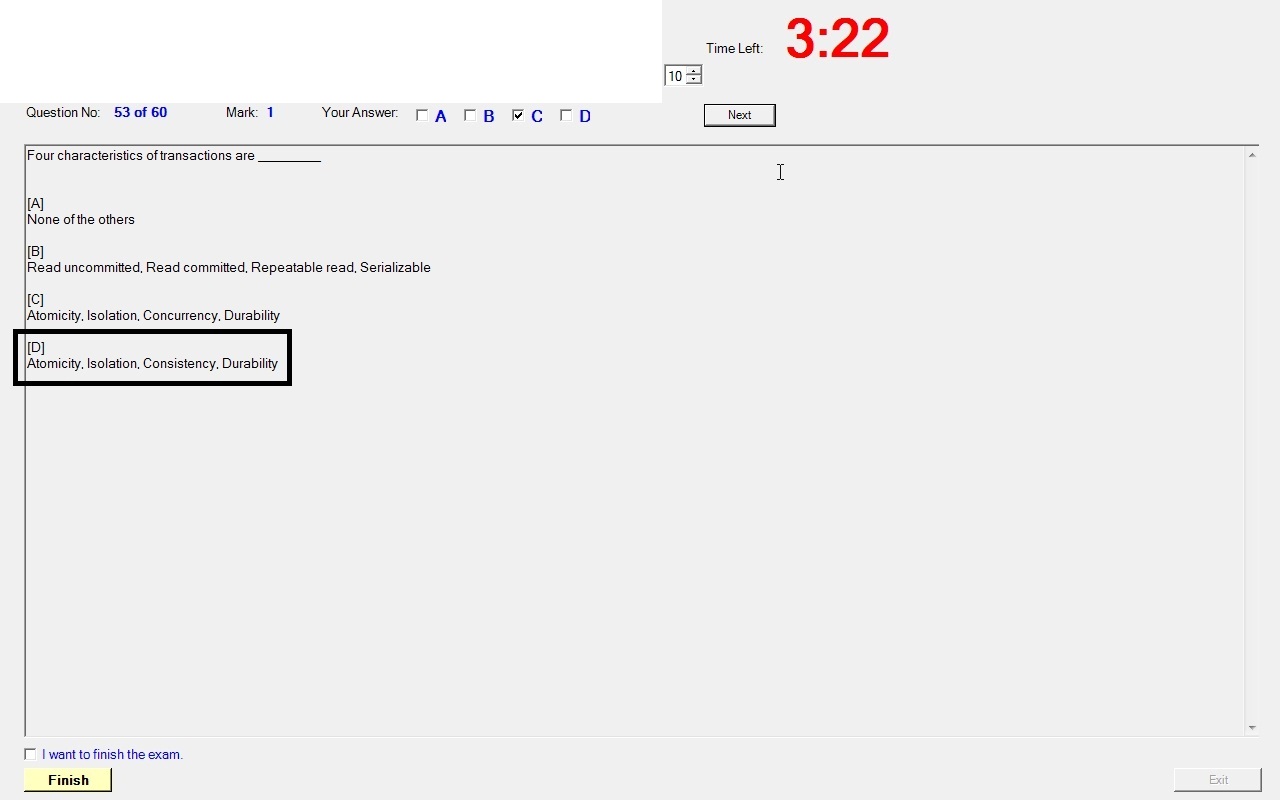 Time Left: 3:22
10
Question No: 53 of 60 Mark: 1 Your Answer: A B C D Next
Four characteristics of transactions are _________
[A]
None of the others
[B]
Read uncommitted, Read committed, Repeatable read, Serializable
[C]
Atomicity, Isolation, Concurrency, Durability
[D]
Atomicity, Isolation, Consistency, Durability
I want to finish the exam.
Finish Exit